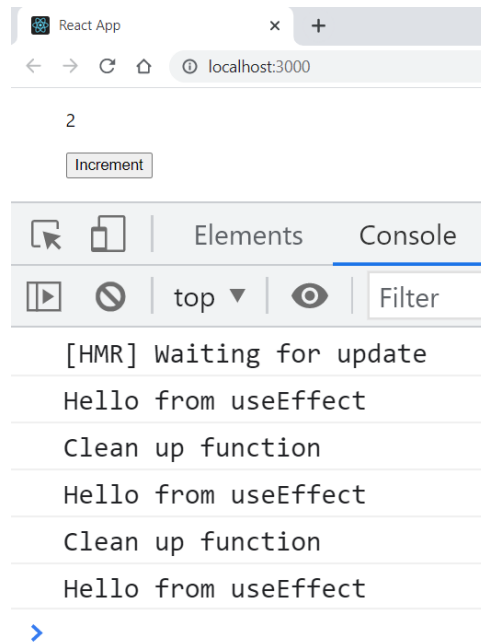 React App
localhost:3000
2
Increment
Elements Console
top Filter
[HMR] Waiting for update
Hello from useEffect
Clean up function
Hello from useEffect
Clean up function
Hello from useEffect